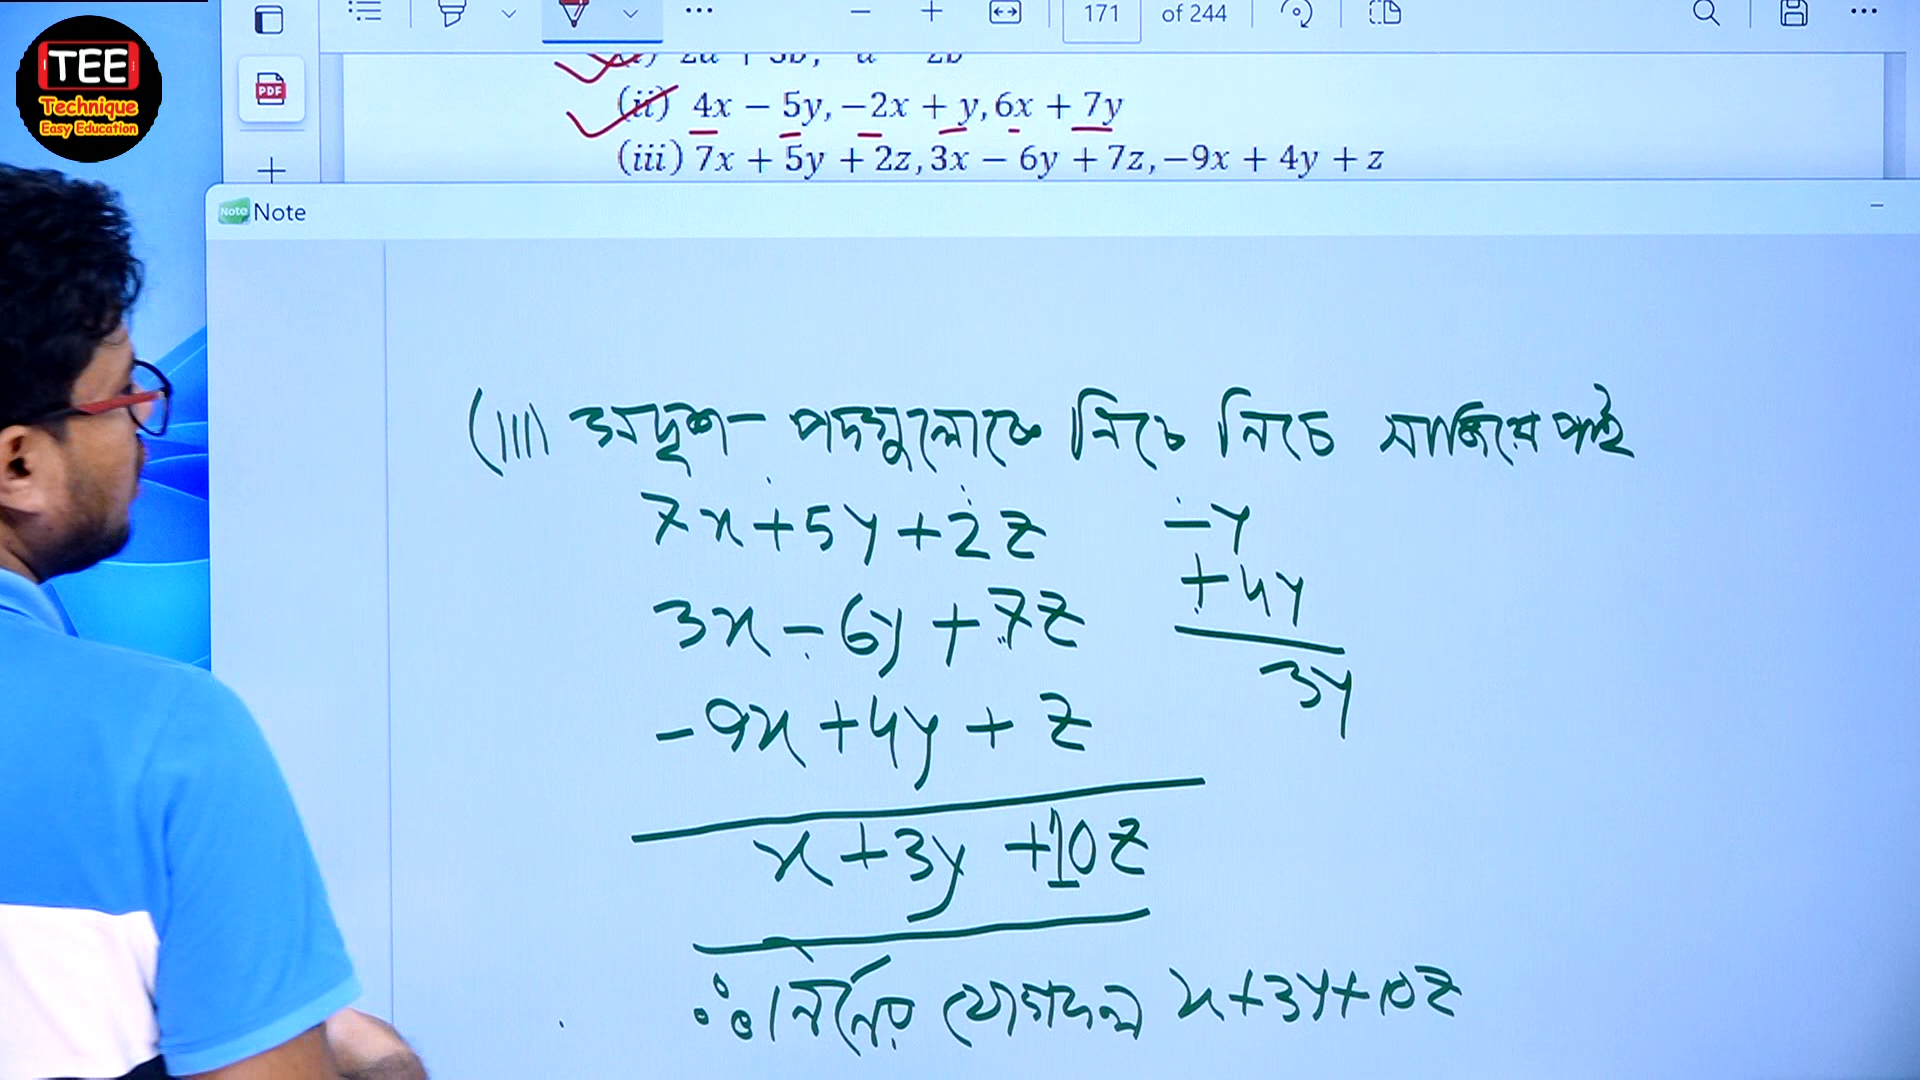 TEE
Technique
Easy Education
171 of 244
PDF
(ii) 4x − 5y, −2x + y, 6x + 7y
(iii) 7x + 5y + 2z, 3x − 6y + 7z, −9x + 4y + z
Note Note
(iii) সদৃশ পদগুলোকে নিচে নিচে সাজিয়ে পাই
7x+5y+2z
3x-6y+7z
-9x+4y+z
x+3y+10z
-y
+4y
3y
∴ নির্ণেয় যোগফল x+3y+10z